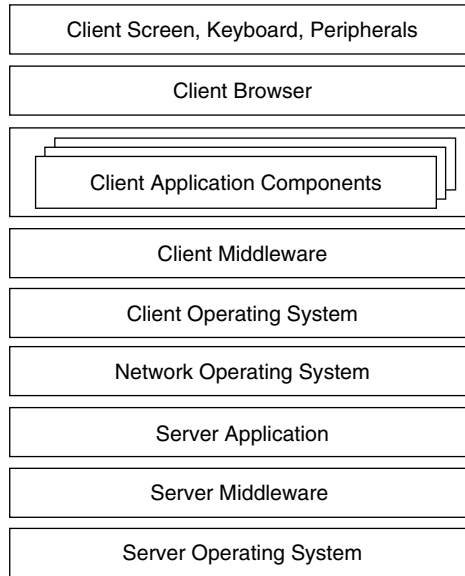 Client Screen, Keyboard, Peripherals
Client Browser
Client Application Components
Client Middleware
Client Operating System
Network Operating System
Server Application
Server Middleware
Server Operating System